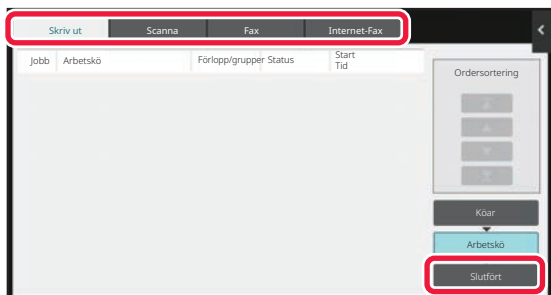 Skriv ut Scanna Fax Internet-Fax
Jobb Arbetskö Förlopp/grupper Status Start
Tid
Ordersortering
Köar
Arbetskö
Slutfört